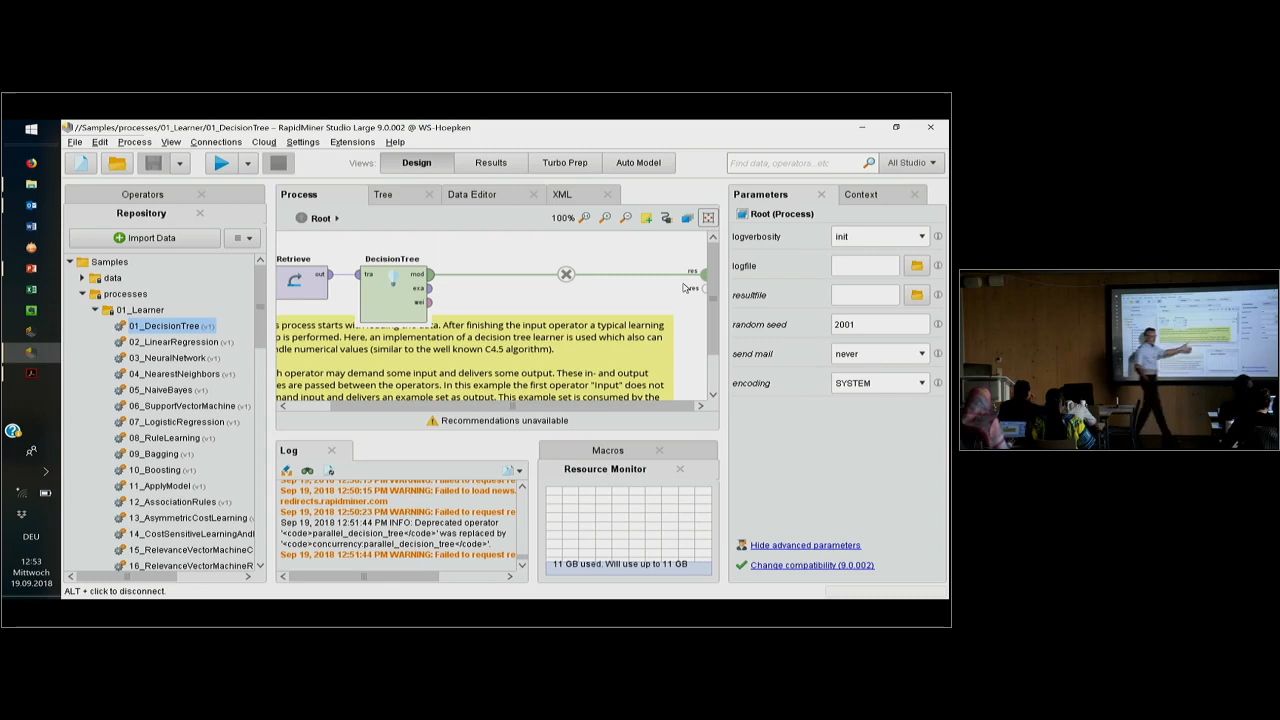 //Samples/processes/01_Learner/01_DecisionTree – RapidMiner Studio Large 9.0.002 @ WS-Hoepken
File Edit Process View Connections Cloud Settings Extensions Help
Views: Design Results Turbo Prep Auto Model
Find data, operators...etc
All Studio
Operators
Repository
Import Data
Samples
data
processes
01_Learner
01_DecisionTree (v1)
02_LinearRegression (v1)
03_NeuralNetwork (v1)
04_NearestNeighbors (v1)
05_NaiveBayes (v1)
06_SupportVectorMachine (v1)
07_LogisticRegression (v1)
08_RuleLearning (v1)
09_Bagging (v1)
10_Boosting (v1)
11_ApplyModel (v1)
12_AssociationRules (v1)
13_AsymmetricCostLearning (
14_CostSensitiveLearningAndI
15_RelevanceVectorMachineC
16_RelevanceVectorMachineR
Process Tree Data Editor XML
Root
100%
Retrieve
out
DecisionTree
tra mod
exa
wei
res
res
After finishing the input operator a typical learning
is performed. Here, an implementation of a decision tree learner is used which also can
ndle numerical values (similar to the well known C4.5 algorithm).
operator may demand some input and delivers some output. These in- and output
es are passed between the operators. In this example the first operator "Input" does not
mand input and delivers an example set as output. This example set is consumed by the
Recommendations unavailable
Log
Sep 19, 2018 12:50:15 PM WARNING: Failed to request re
Sep 19, 2018 12:50:15 PM WARNING: Failed to load news.
redirects.rapidminer.com
Sep 19, 2018 12:50:23 PM WARNING: Failed to request re
Sep 19, 2018 12:51:44 PM INFO: Deprecated operator
'<code>parallel_decision_tree</code>' was replaced by
'<code>concurrency:parallel_decision_tree</code>'.
Sep 19, 2018 12:51:44 PM WARNING: Failed to request re
Macros
Resource Monitor
11 GB used. Will use up to 11 GB
Parameters Context
Root (Process)
logverbosity init
logfile
resultfile
random seed 2001
send mail never
encoding SYSTEM
Hide advanced parameters
Change compatibility (9.0.002)
ALT + click to disconnect.
DEU
12:53
Mittwoch
19.09.2018